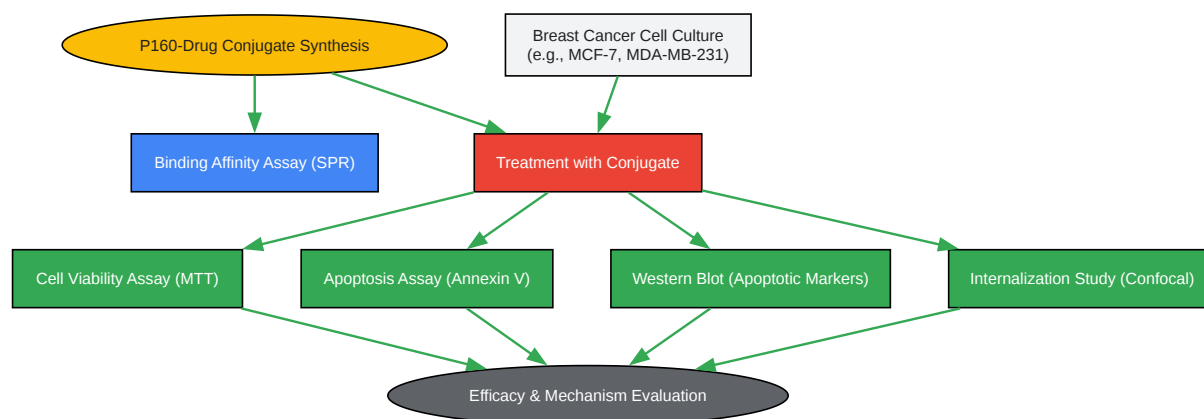 P160-Drug Conjugate Synthesis
Breast Cancer Cell Culture
(e.g., MCF-7, MDA-MB-231)
Binding Affinity Assay (SPR)
Treatment with Conjugate
Cell Viability Assay (MTT)
Apoptosis Assay (Annexin V)
Western Blot (Apoptotic Markers)
Internalization Study (Confocal)
Efficacy & Mechanism Evaluation